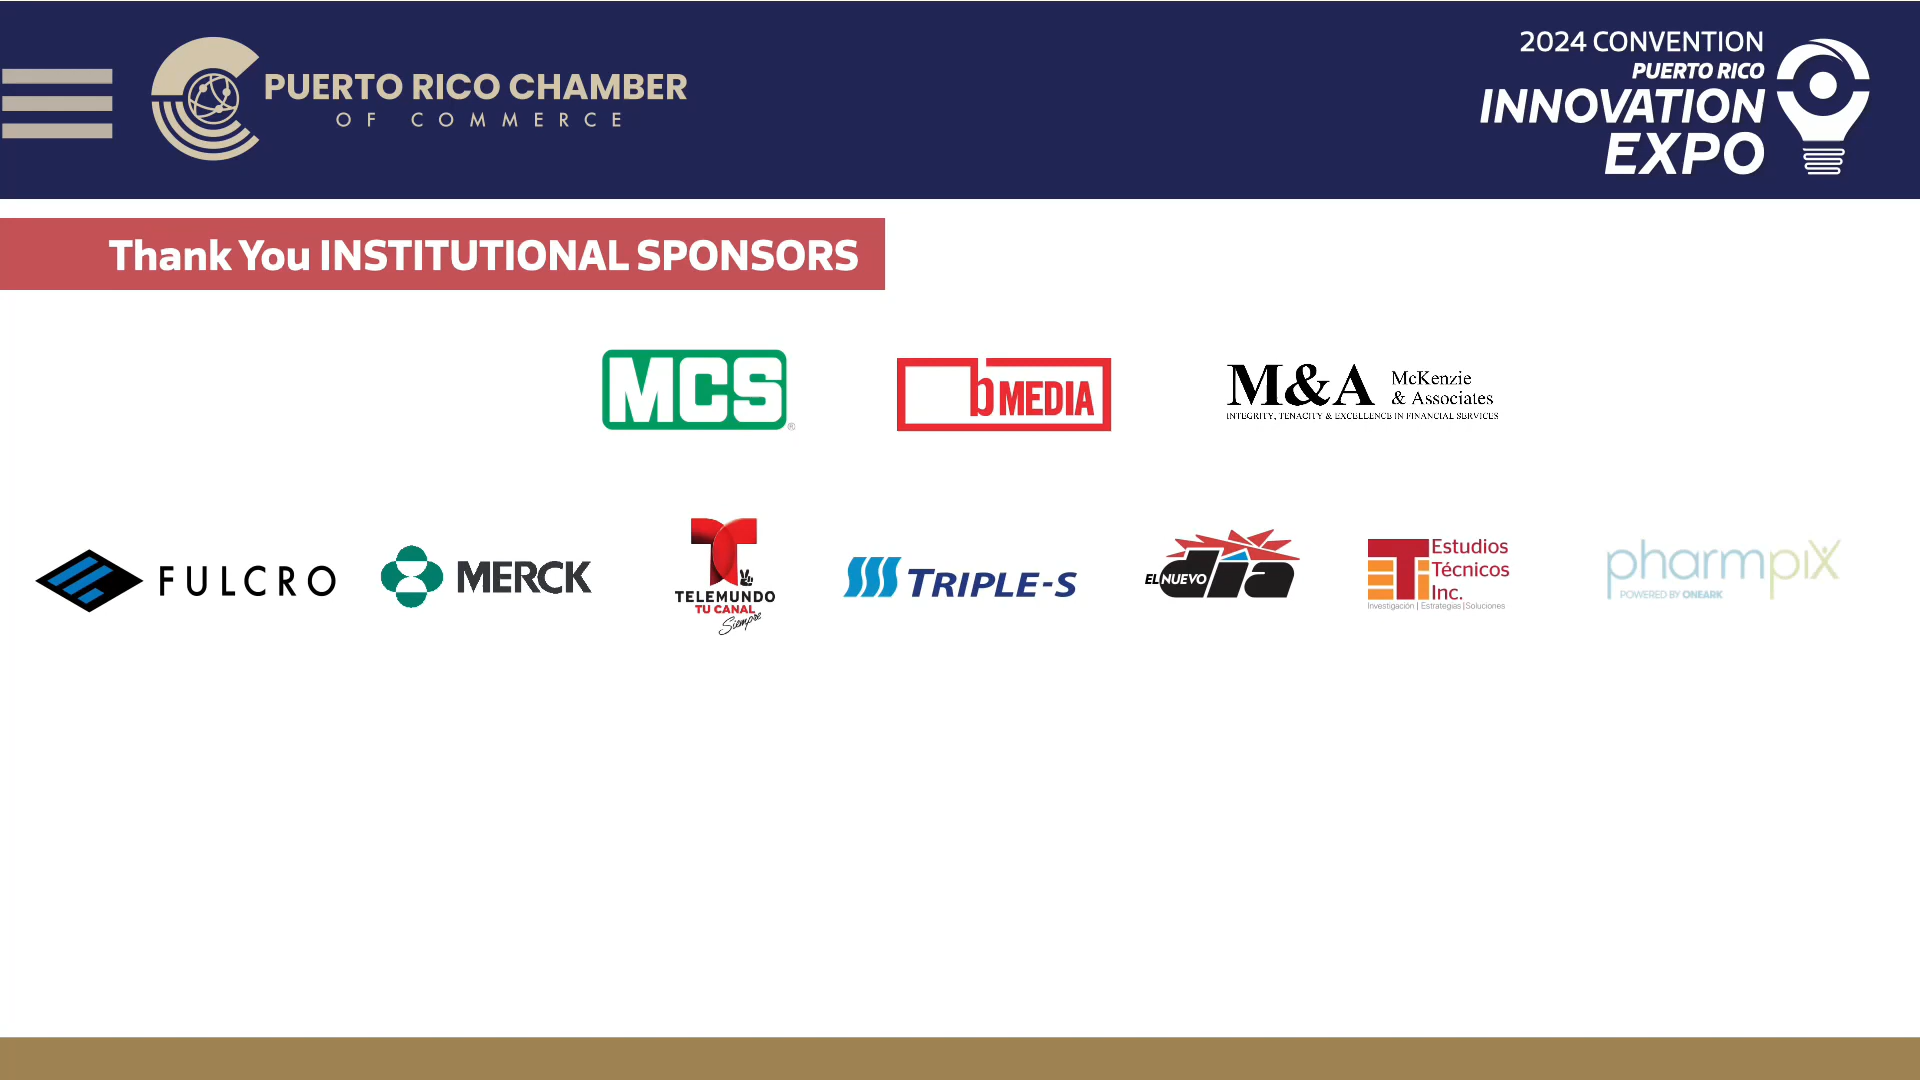 PUERTO RICO CHAMBER
OF COMMERCE
2024 CONVENTION
PUERTO RICO
INNOVATION
EXPO
Thank You INSTITUTIONAL SPONSORS
MCS®
bMEDIA
M&A McKenzie
& Associates
INTEGRITY, TENACITY & EXCELLENCE IN FINANCIAL SERVICES
FULCRO
MERCK
TELEMUNDO
TU CANAL
Siempre
TRIPLE-S
EL NUEVO día
ETi
Estudios
Técnicos
Inc.
Investigación | Estrategias | Soluciones
pharmpix
POWERED BY ONEARK